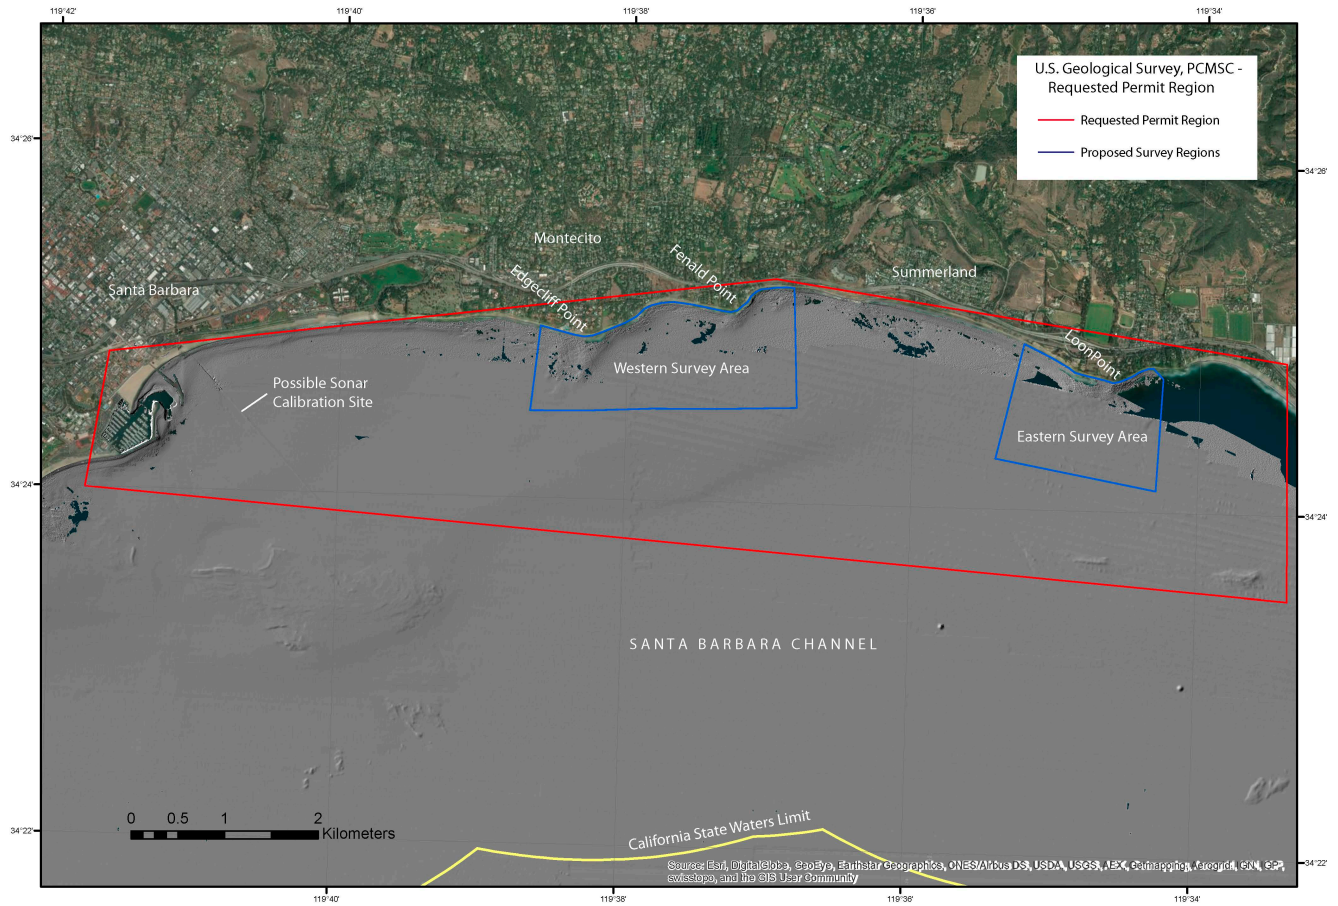 119°42'
119°40'
119°38'
119°36'
119°34'
U.S. Geological Survey, PCMSC -
Requested Permit Region
Requested Permit Region
Proposed Survey Regions
34°26'
34°26'
Montecito
Fenald Point
Edgecliff Point
Summerland
Santa Barbara
LoonPoint
Possible Sonar
Calibration Site
Western Survey Area
Eastern Survey Area
34°24'
34°24'
SANTA BARBARA CHANNEL
0 0.5 1 2
Kilometers
California State Waters Limit
34°22'
34°22'
Source: Esri, DigitalGlobe, GeoEye, Earthstar Geographics, CNES/Airbus DS, USDA, USGS, AEX, Getmapping, Aerogrid, IGN, IGP,
swisstopo, and the GIS User Community
119°40'
119°38'
119°36'
119°34'